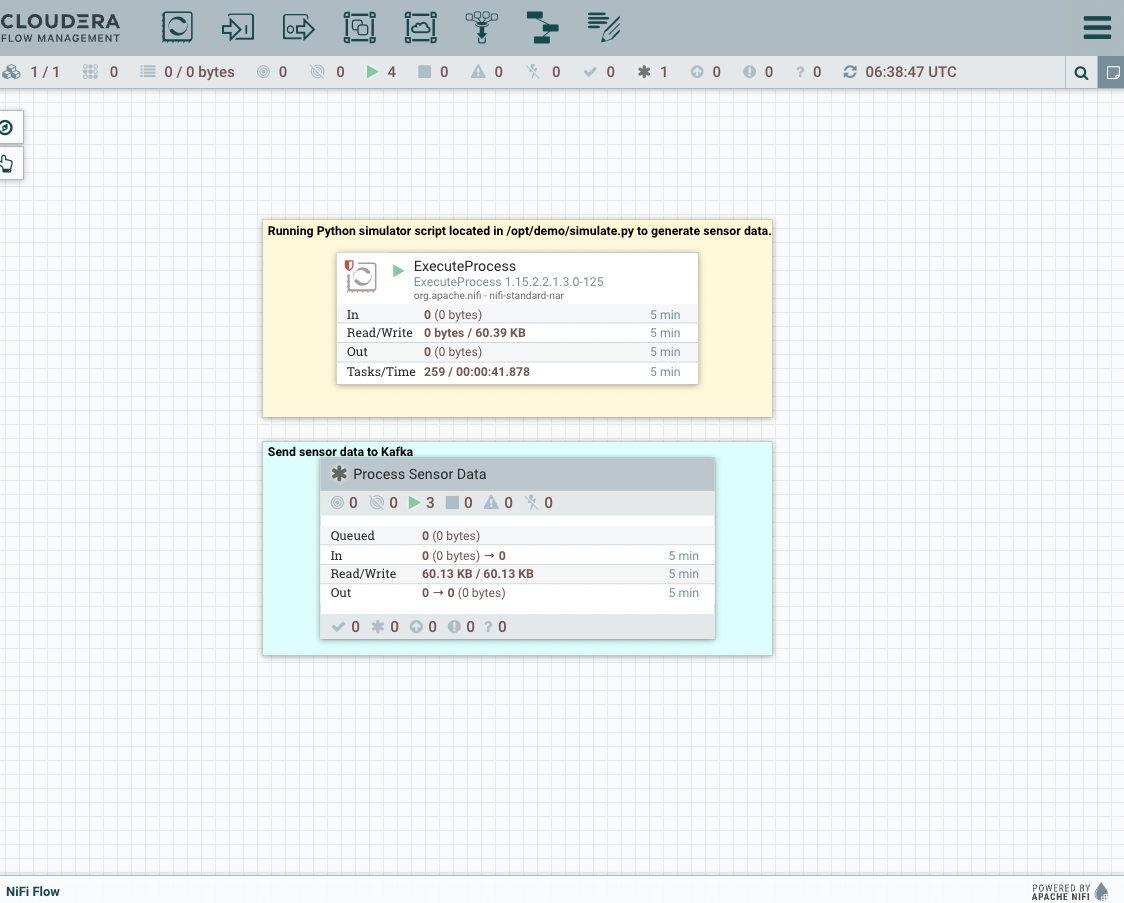 CLOUDERA
FLOW MANAGEMENT
1 / 1 0 0 / 0 bytes 0 0 4 0 0 0 0 1 0 0 ? 0 06:38:47 UTC
Running Python simulator script located in /opt/demo/simulate.py to generate sensor data.
ExecuteProcess
ExecuteProcess 1.15.2.2.1.3.0-125
org.apache.nifi - nifi-standard-nar
In 0 (0 bytes) 5 min
Read/Write 0 bytes / 60.39 KB 5 min
Out 0 (0 bytes) 5 min
Tasks/Time 259 / 00:00:41.878 5 min
Send sensor data to Kafka
Process Sensor Data
0 0 3 0 0 0
Queued 0 (0 bytes)
In 0 (0 bytes) → 0 5 min
Read/Write 60.13 KB / 60.13 KB 5 min
Out 0 → 0 (0 bytes) 5 min
0 0 0 0 ? 0
NiFi Flow
POWERED BY
APACHE NIFI